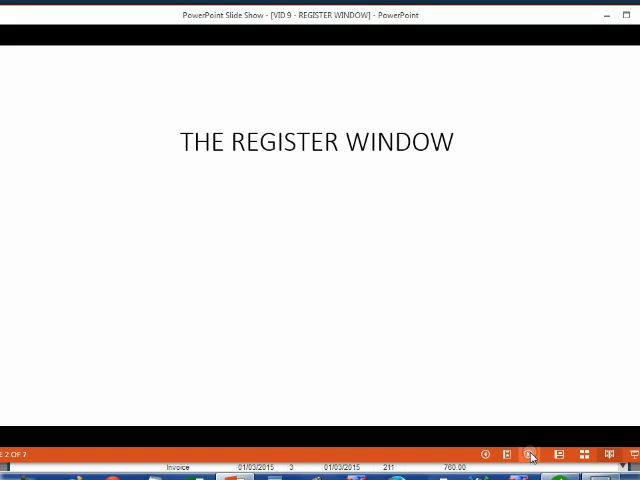 PowerPoint Slide Show - [VID 9 - REGISTER WINDOW] - PowerPoint
THE REGISTER WINDOW
E 2 OF 7
Invoice 01/03/2015 3 01/03/2015 211 760.00